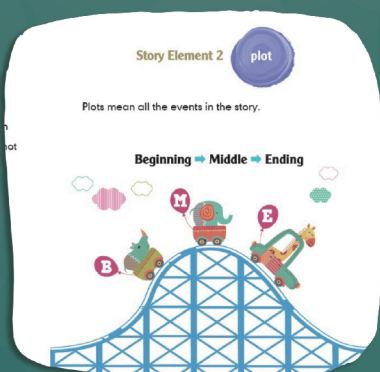 Story Element 2
plot
Plots mean all the events in the story.
Beginning ➡ Middle ➡ Ending
B
M
E